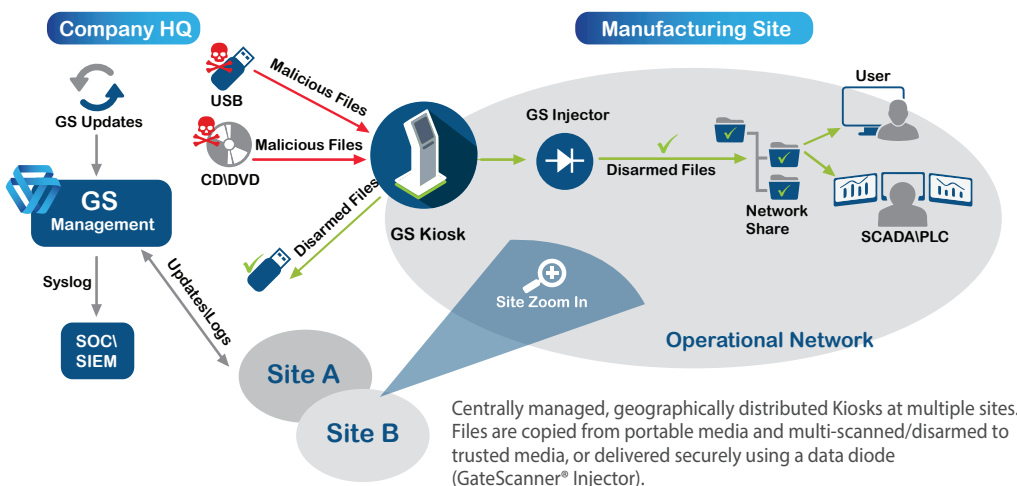 Company HQ
Manufacturing Site
GS Updates
USB
Malicious Files
CD\DVD
Malicious Files
GS Kiosk
Disarmed Files
GS Injector
Disarmed Files
Network
Share
User
SCADA\PLC
GS
Management
Syslog
SOC\
SIEM
Updates\Logs
Site A
Site B
Site Zoom In
Operational Network
Centrally managed, geographically distributed Kiosks at multiple sites.
Files are copied from portable media and multi-scanned/disarmed to
trusted media, or delivered securely using a data diode
(GateScanner® Injector).